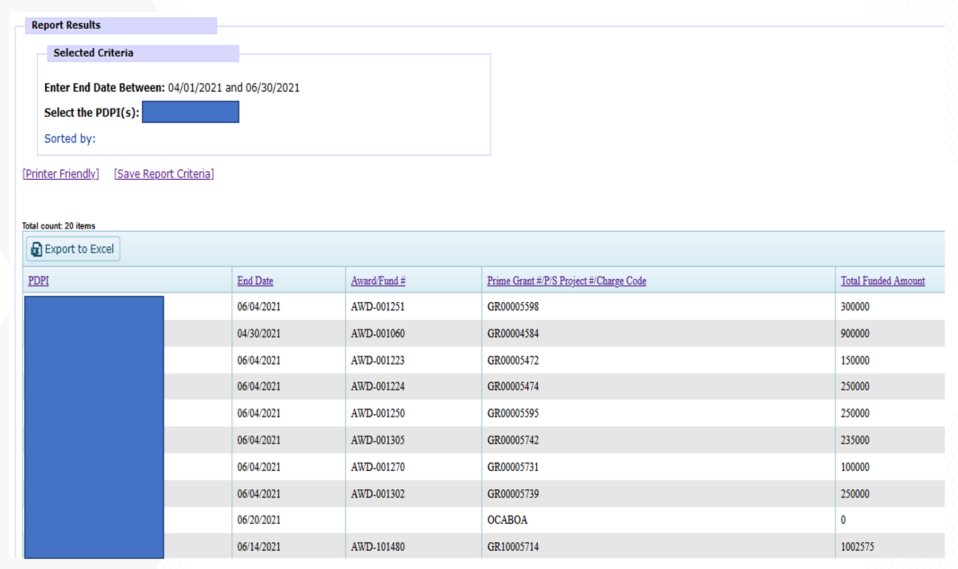 Report Results
Selected Criteria
Enter End Date Between: 04/01/2021 and 06/30/2021
Select the PDPI(s):
Sorted by:
[Printer Friendly] [Save Report Criteria]
Total count: 20 items
Export to Excel
PDPI End Date Award/Fund # Prime Grant #/P/S Project #/Charge Code Total Funded Amount
06/04/2021 AWD-001251 GR00005598 300000
04/30/2021 AWD-001060 GR00004584 900000
06/04/2021 AWD-001223 GR00005472 150000
06/04/2021 AWD-001224 GR00005474 250000
06/04/2021 AWD-001250 GR00005595 250000
06/04/2021 AWD-001305 GR00005742 235000
06/04/2021 AWD-001270 GR00005731 100000
06/04/2021 AWD-001302 GR00005739 250000
06/20/2021 OCABOA 0
06/14/2021 AWD-101480 GR10005714 1002575